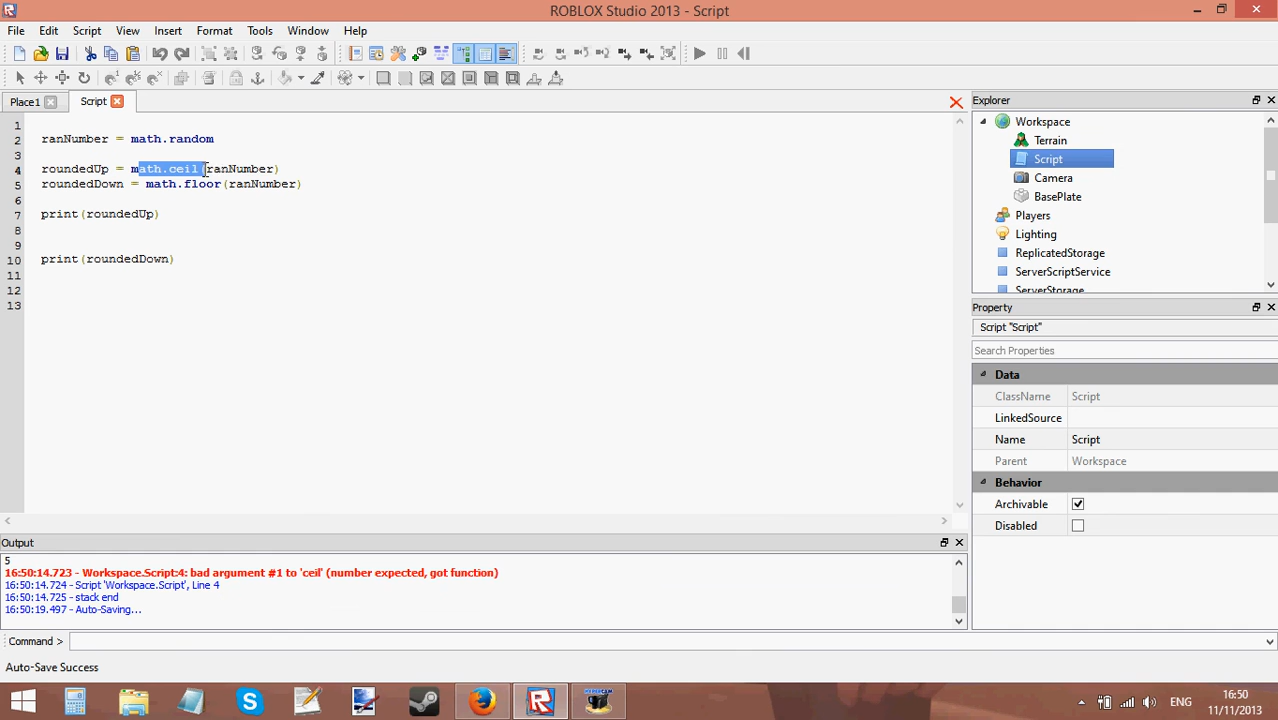 ROBLOX Studio 2013 - Script
File Edit Script View Insert Format Tools Window Help
Place1 Script
1
2 ranNumber = math.random
3
4 roundedUp = math.ceil(ranNumber)
5 roundedDown = math.floor(ranNumber)
6
7 print(roundedUp)
8
9
10 print(roundedDown)
11
12
13
Explorer
Workspace
Terrain
Script
Camera
BasePlate
Players
Lighting
ReplicatedStorage
ServerScriptService
ServerStorage
Property
Script "Script"
Search Properties
Data
ClassName Script
LinkedSource
Name Script
Parent Workspace
Behavior
Archivable
Disabled
Output
5
16:50:14.723 - Workspace.Script:4: bad argument #1 to 'ceil' (number expected, got function)
16:50:14.724 - Script 'Workspace.Script', Line 4
16:50:14.725 - stack end
16:50:19.497 - Auto-Saving...
Command >
Auto-Save Success
ENG
16:50
11/11/2013